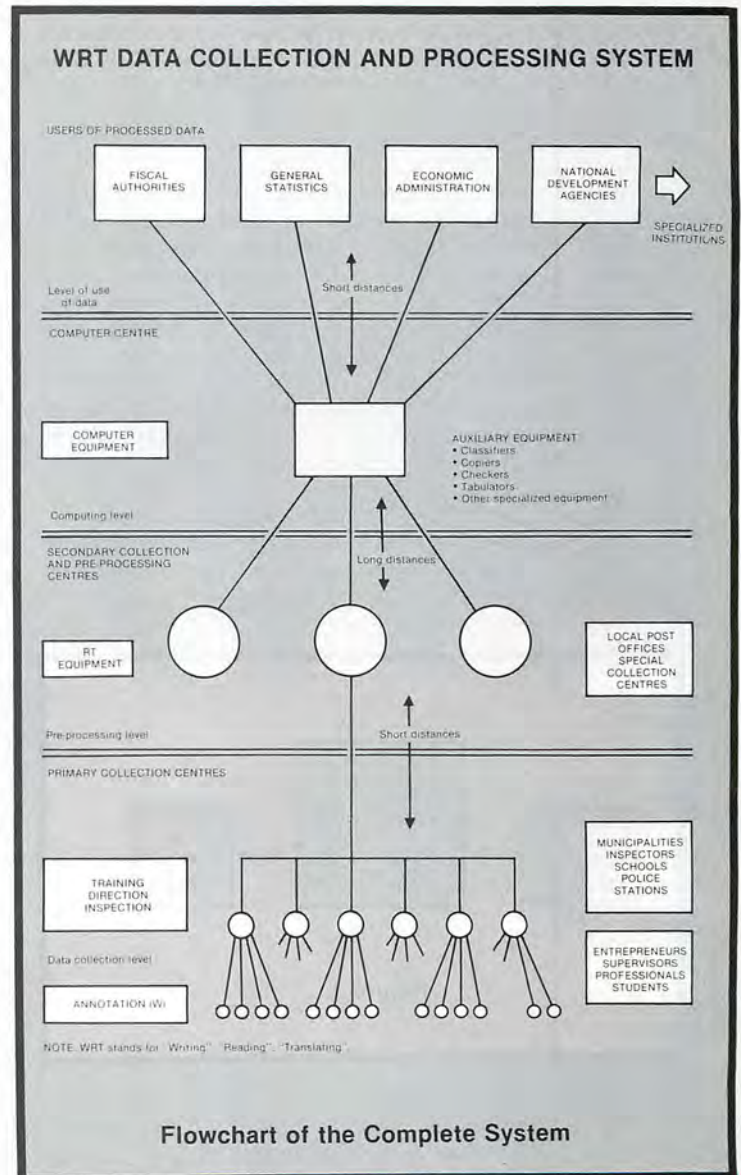 WRT DATA COLLECTION AND PROCESSING SYSTEM
USERS OF PROCESSED DATA
FISCAL
AUTHORITIES
GENERAL
STATISTICS
ECONOMIC
ADMINISTRATION
NATIONAL
DEVELOPMENT
AGENCIES
SPECIALIZED
INSTITUTIONS
Short distances
Level of use
of data
COMPUTER CENTRE
COMPUTER
EQUIPMENT
AUXILIARY EQUIPMENT
• Classifiers
• Copiers
• Checkers
• Tabulators
• Other specialized equipment
Computing level
SECONDARY COLLECTION
AND PRE-PROCESSING
CENTRES
Long distances
RT
EQUIPMENT
LOCAL POST
OFFICES
SPECIAL
COLLECTION
CENTRES
Pre-processing level
Short distances
PRIMARY COLLECTION CENTRES
TRAINING
DIRECTION
INSPECTION
MUNICIPALITIES
INSPECTORS
SCHOOLS
POLICE
STATIONS
Data collection level
ENTREPRENEURS
SUPERVISORS
PROFESSIONALS
STUDENTS
ANNOTATION (W)
NOTE: WRT stands for "Writing", "Reading", "Translating".
Flowchart of the Complete System